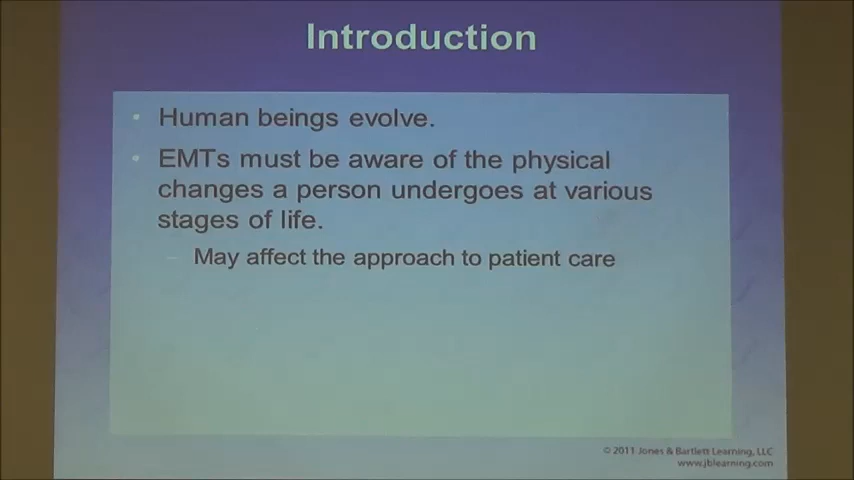 Introduction
• Human beings evolve.
• EMTs must be aware of the physical
changes a person undergoes at various
stages of life.
– May affect the approach to patient care
© 2011 Jones & Bartlett Learning, LLC
www.jblearning.com